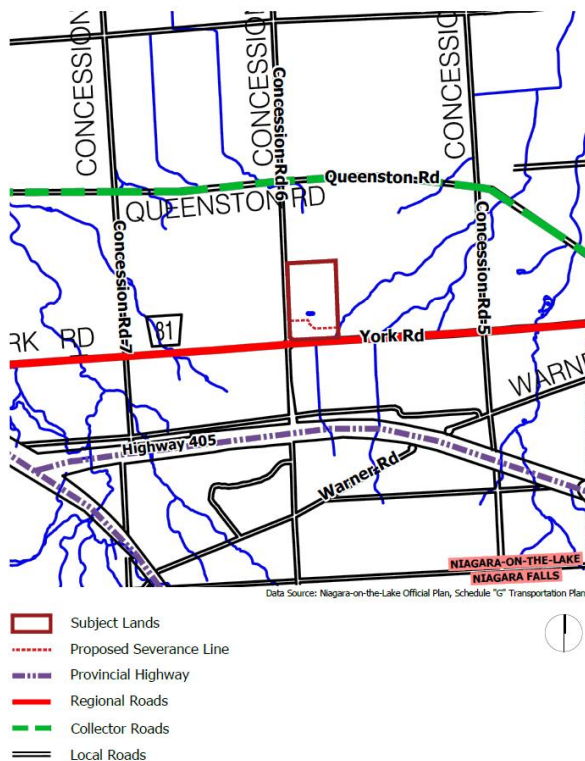 CONCESSION
CONCESSION
CONCESSION
Concession Rd 6
Queenston Rd
QUEENSTON RD
Concession Rd 7
Concession Rd 5
81
RK RD
York Rd
WARNE
Highway 405
Warner Rd
NIAGARA-ON-THE-LAKE
NIAGARA FALLS
Data Source: Niagara-on-the-Lake Official Plan, Schedule "G" Transportation Plan
Subject Lands
Proposed Severance Line
Provincial Highway
Regional Roads
Collector Roads
Local Roads